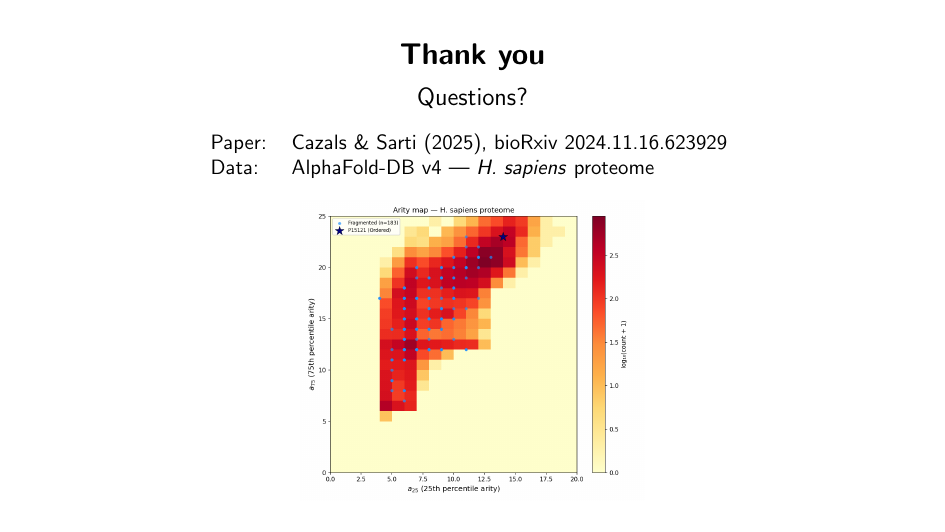 Thank you
Questions?
Paper: Cazals & Sarti (2025), bioRxiv 2024.11.16.623929
Data: AlphaFold-DB v4 — H. sapiens proteome
Arity map — H. sapiens proteome
Fragmented (n=183)
P15121 (Ordered)
25
20
15
10
5
0
a75 (75th percentile arity)
0.0 2.5 5.0 7.5 10.0 12.5 15.0 17.5 20.0
a25 (25th percentile arity)
2.5
2.0
1.5
1.0
0.5
0.0
log10(count + 1)